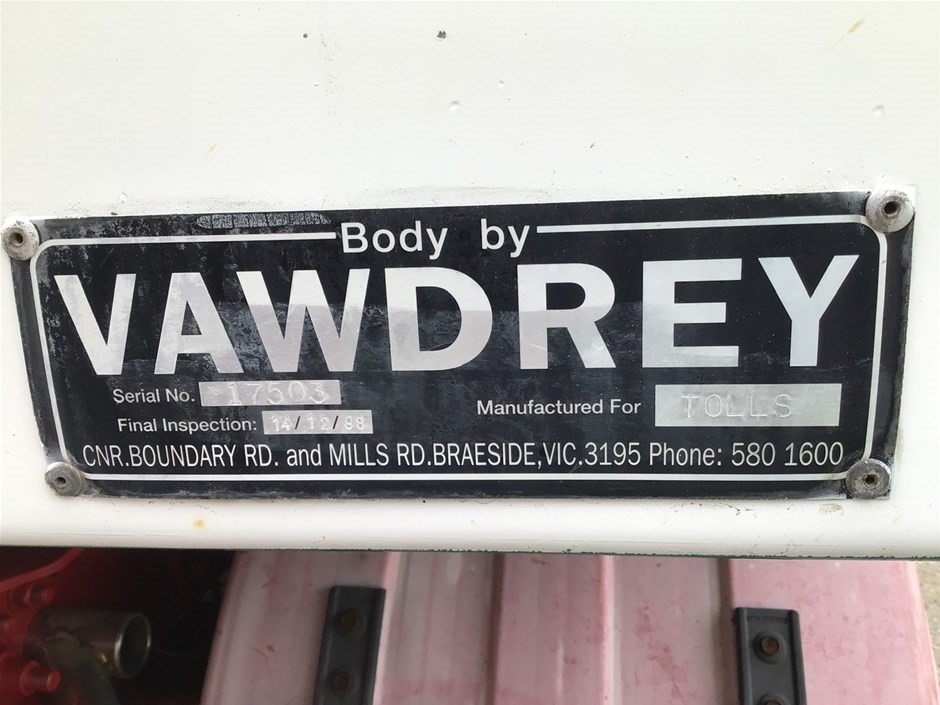 Body by
VAWDREY
Serial No. 17503
Final Inspection: 14/12/98
Manufactured For TOLLS
CNR.BOUNDARY RD. and MILLS RD.BRAESIDE,VIC.3195 Phone: 580 1600